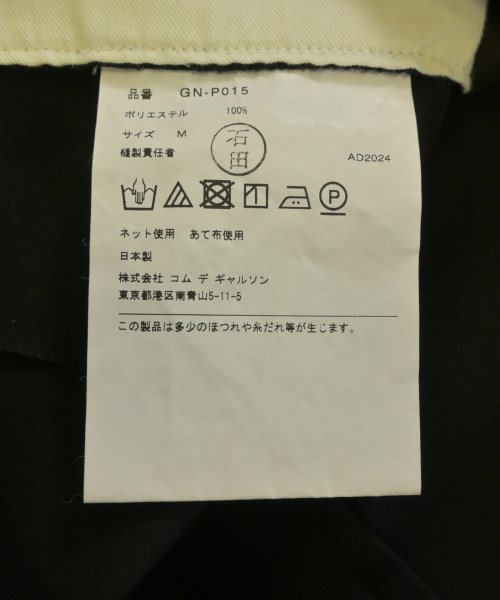 品番 GN-P015
ポリエステル 100%
サイズ M
縫製責任者 石田
AD2024
P
ネット使用 あて布使用
日本製
株式会社 コム デ ギャルソン
東京都港区南青山5-11-5
この製品は多少のほつれや糸だれ等が生じます。